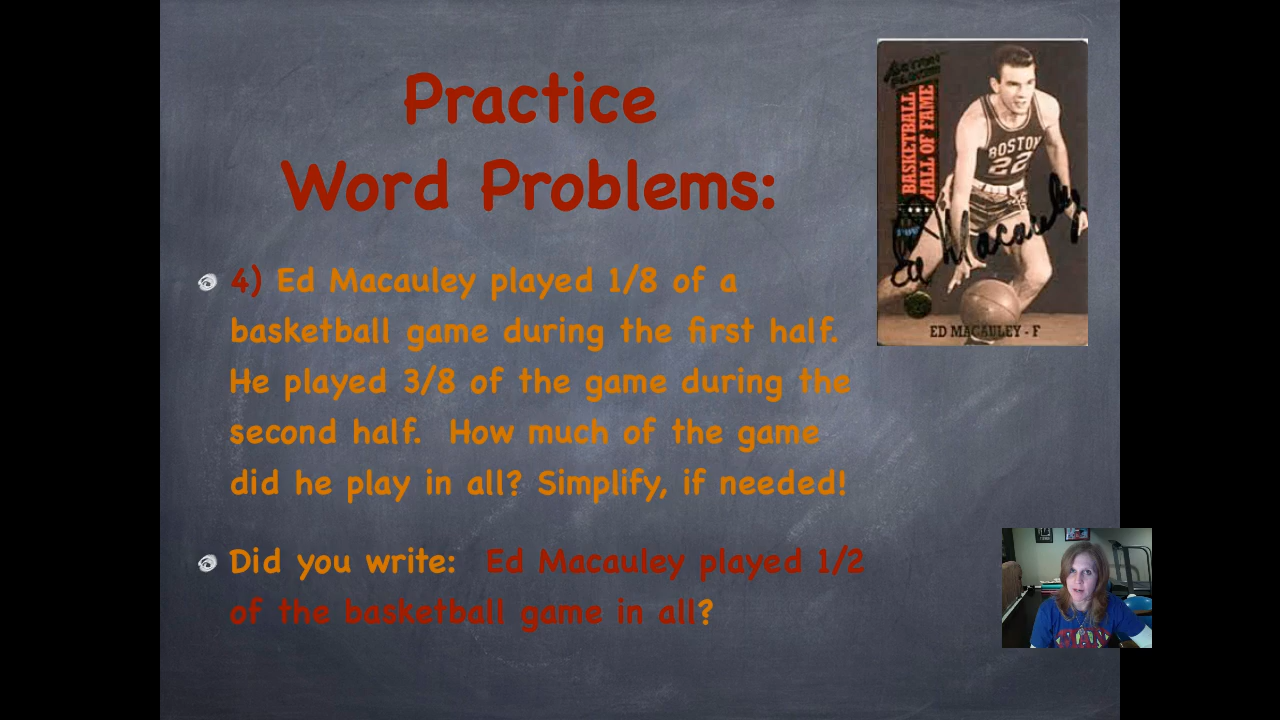 Practice
Word Problems:
4) Ed Macauley played 1/8 of a
basketball game during the first half.
He played 3/8 of the game during the
second half. How much of the game
did he play in all? Simplify, if needed!
Did you write: Ed Macauley played 1/2
of the basketball game in all?
BASKETBALL
HALL OF FAME
BOSTON
22
Ed Macauley
ED MACAULEY - F